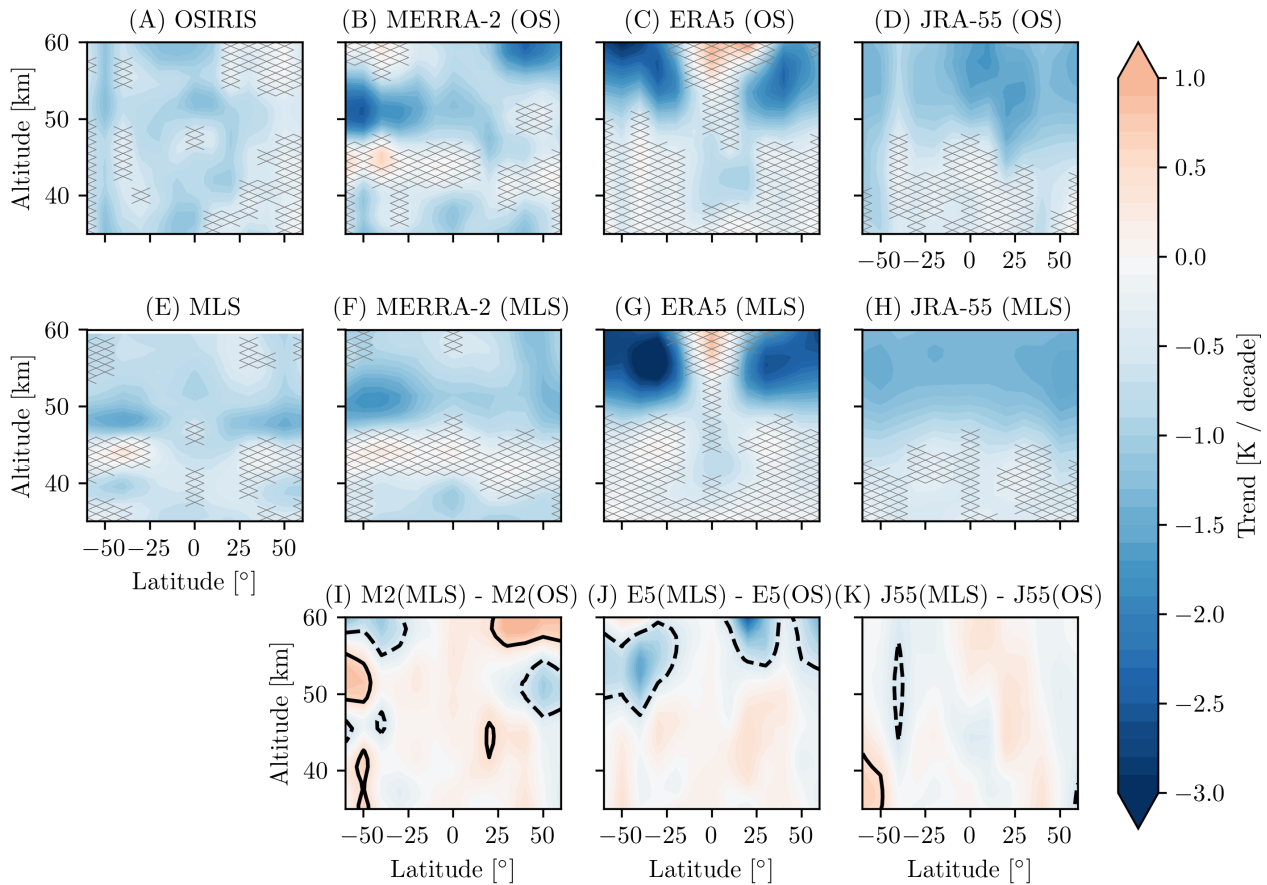 (A) OSIRIS
(B) MERRA-2 (OS)
(C) ERA5 (OS)
(D) JRA-55 (OS)
60
50
40
Altitude [km]
−50 −25 0 25 50
(E) MLS
(F) MERRA-2 (MLS)
(G) ERA5 (MLS)
(H) JRA-55 (MLS)
60
50
40
Altitude [km]
−50 −25 0 25 50
Latitude [°]
(I) M2(MLS) - M2(OS)
(J) E5(MLS) - E5(OS)
(K) J55(MLS) - J55(OS)
60
50
40
Altitude [km]
−50 −25 0 25 50
Latitude [°]
−50 −25 0 25 50
Latitude [°]
−50 −25 0 25 50
Latitude [°]
1.0
0.5
0.0
−0.5
−1.0
−1.5
−2.0
−2.5
−3.0
Trend [K / decade]